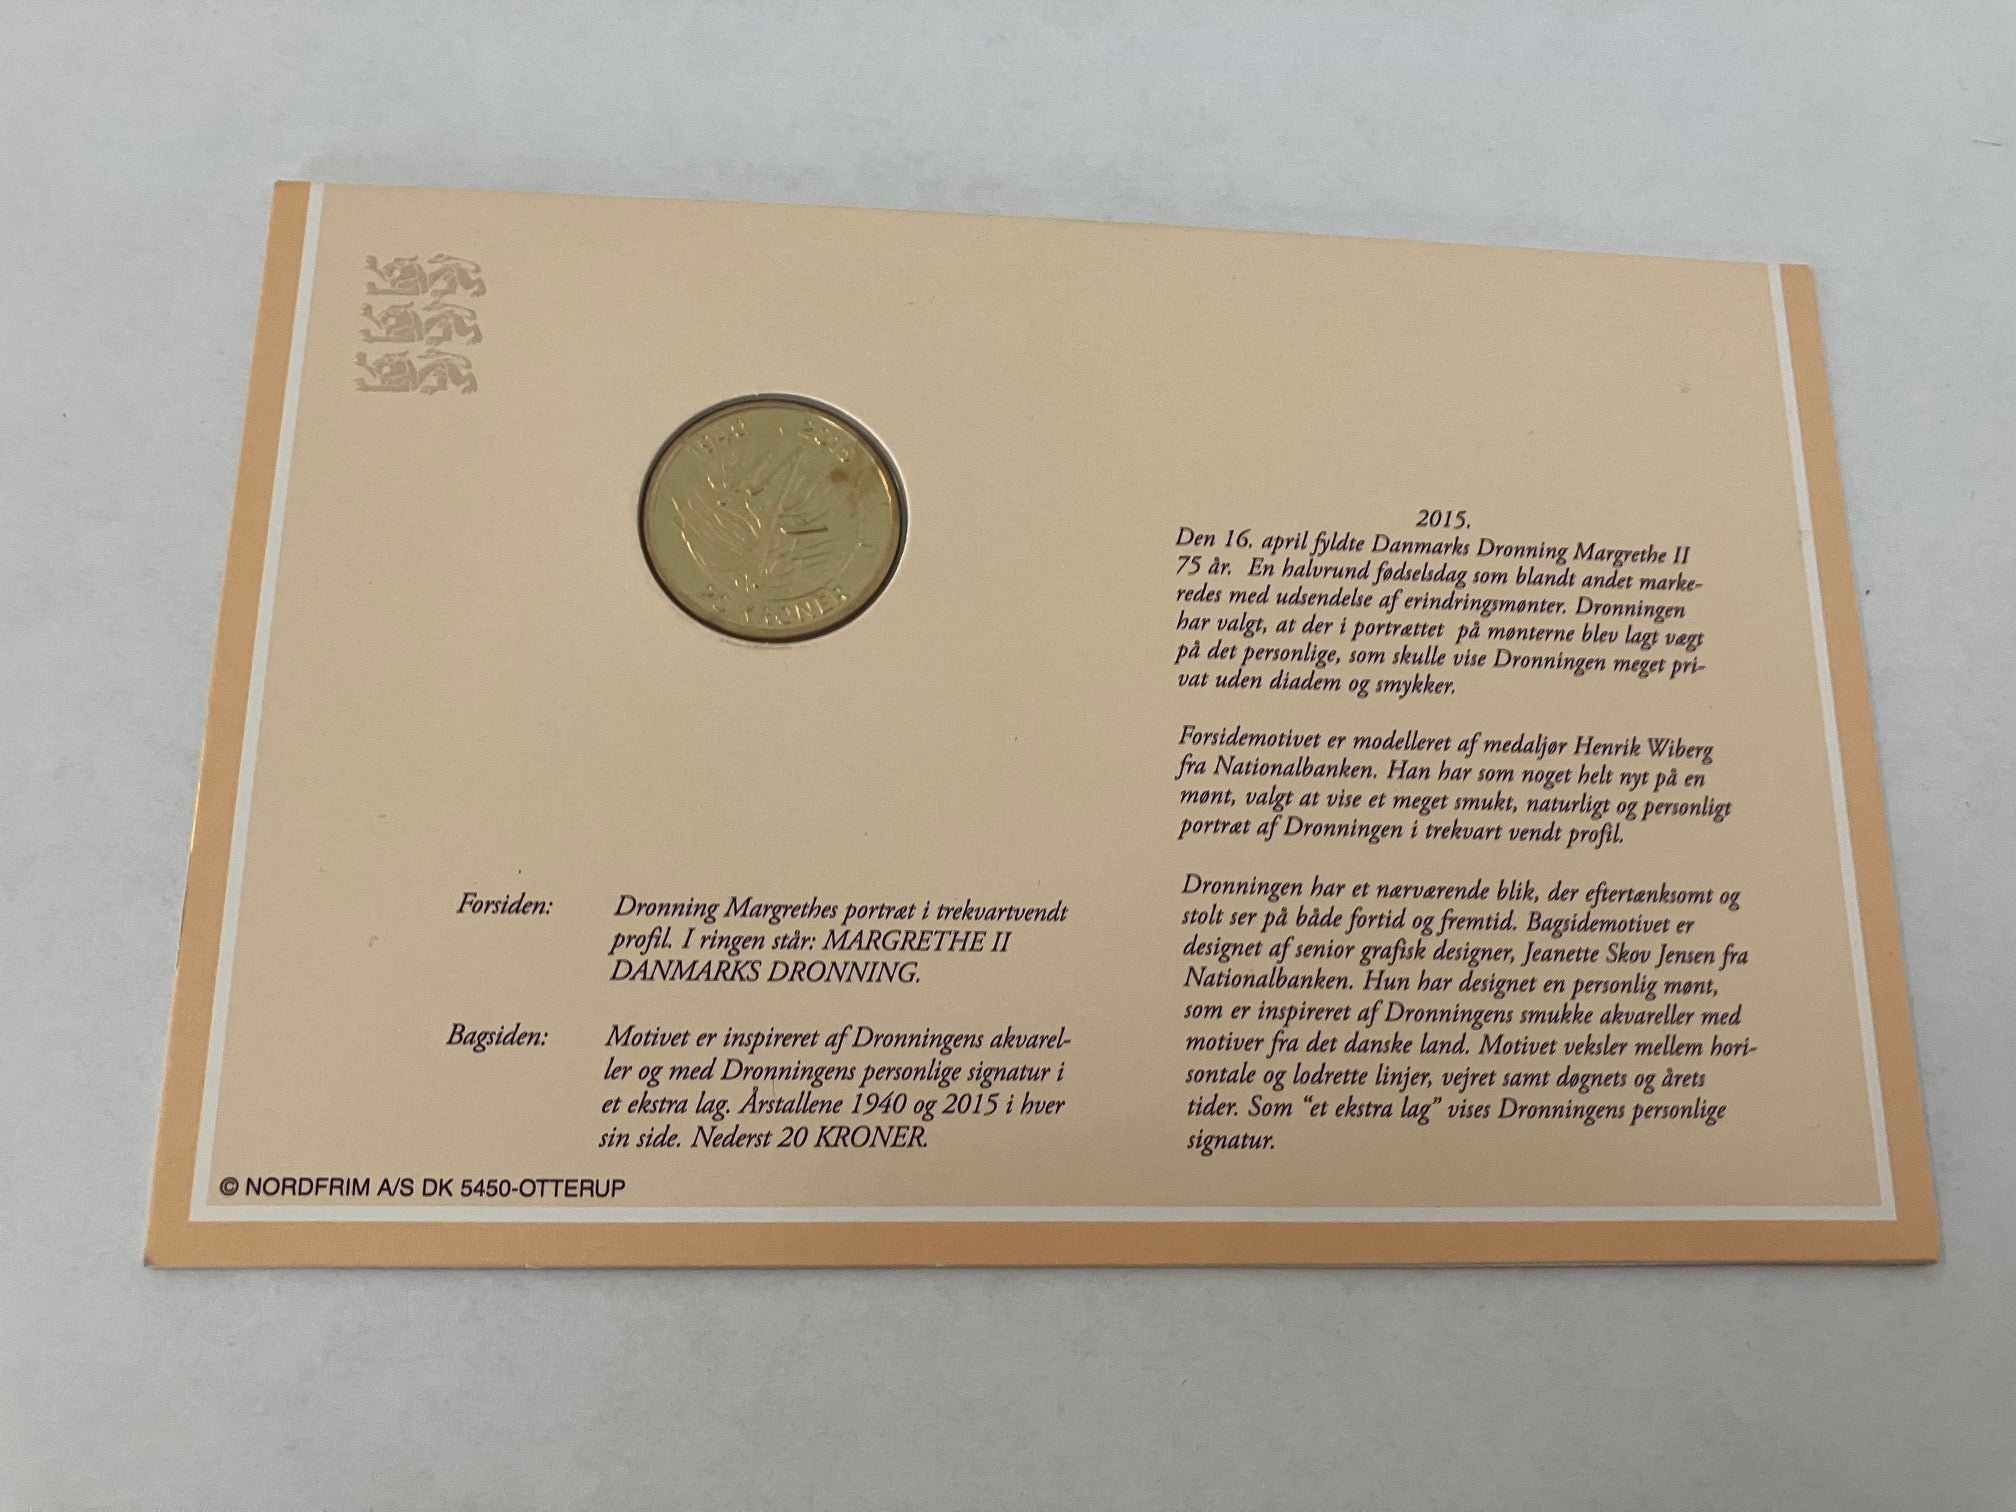 1940
2015
20 KRONER
Forsiden: Dronning Margrethes portræt i trekvartvendt
profil. I ringen står: MARGRETHE II
DANMARKS DRONNING.
Bagsiden: Motivet er inspireret af Dronningens akvarel-
ler og med Dronningens personlige signatur i
et ekstra lag. Årstallene 1940 og 2015 i hver
sin side. Nederst 20 KRONER.
© NORDFRIM A/S DK 5450-OTTERUP
2015.
Den 16. april fyldte Danmarks Dronning Margrethe II
75 år. En halvrund fødselsdag som blandt andet marke-
redes med udsendelse af erindringsmønter. Dronningen
har valgt, at der i portrættet på mønterne blev lagt vægt
på det personlige, som skulle vise Dronningen meget pri-
vat uden diadem og smykker.
Forsidemotivet er modelleret af medaljør Henrik Wiberg
fra Nationalbanken. Han har som noget helt nyt på en
mønt, valgt at vise et meget smukt, naturligt og personligt
portræt af Dronningen i trekvart vendt profil.
Dronningen har et nærværende blik, der eftertænksomt og
stolt ser på både fortid og fremtid. Bagsidemotivet er
designet af senior grafisk designer, Jeanette Skov Jensen fra
Nationalbanken. Hun har designet en personlig mønt,
som er inspireret af Dronningens smukke akvareller med
motiver fra det danske land. Motivet veksler mellem hori-
sontale og lodrette linjer, vejret samt døgnets og årets
tider. Som “et ekstra lag” vises Dronningens personlige
signatur.